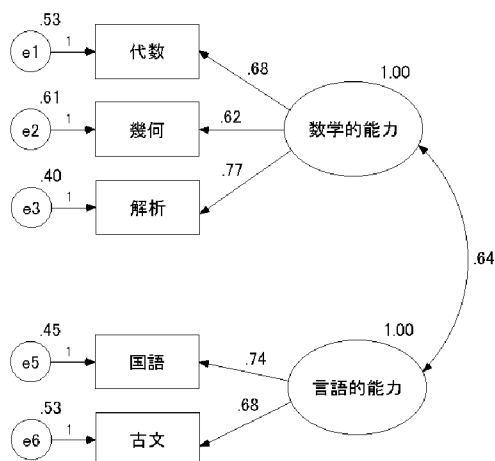 .53
e1
1
代数
.68
1.00
.61
e2
1
幾何
.62
数学的能力
.77
.40
e3
1
解析
.64
1.00
.45
e5
1
国語
.74
言語的能力
.68
.53
e6
1
古文